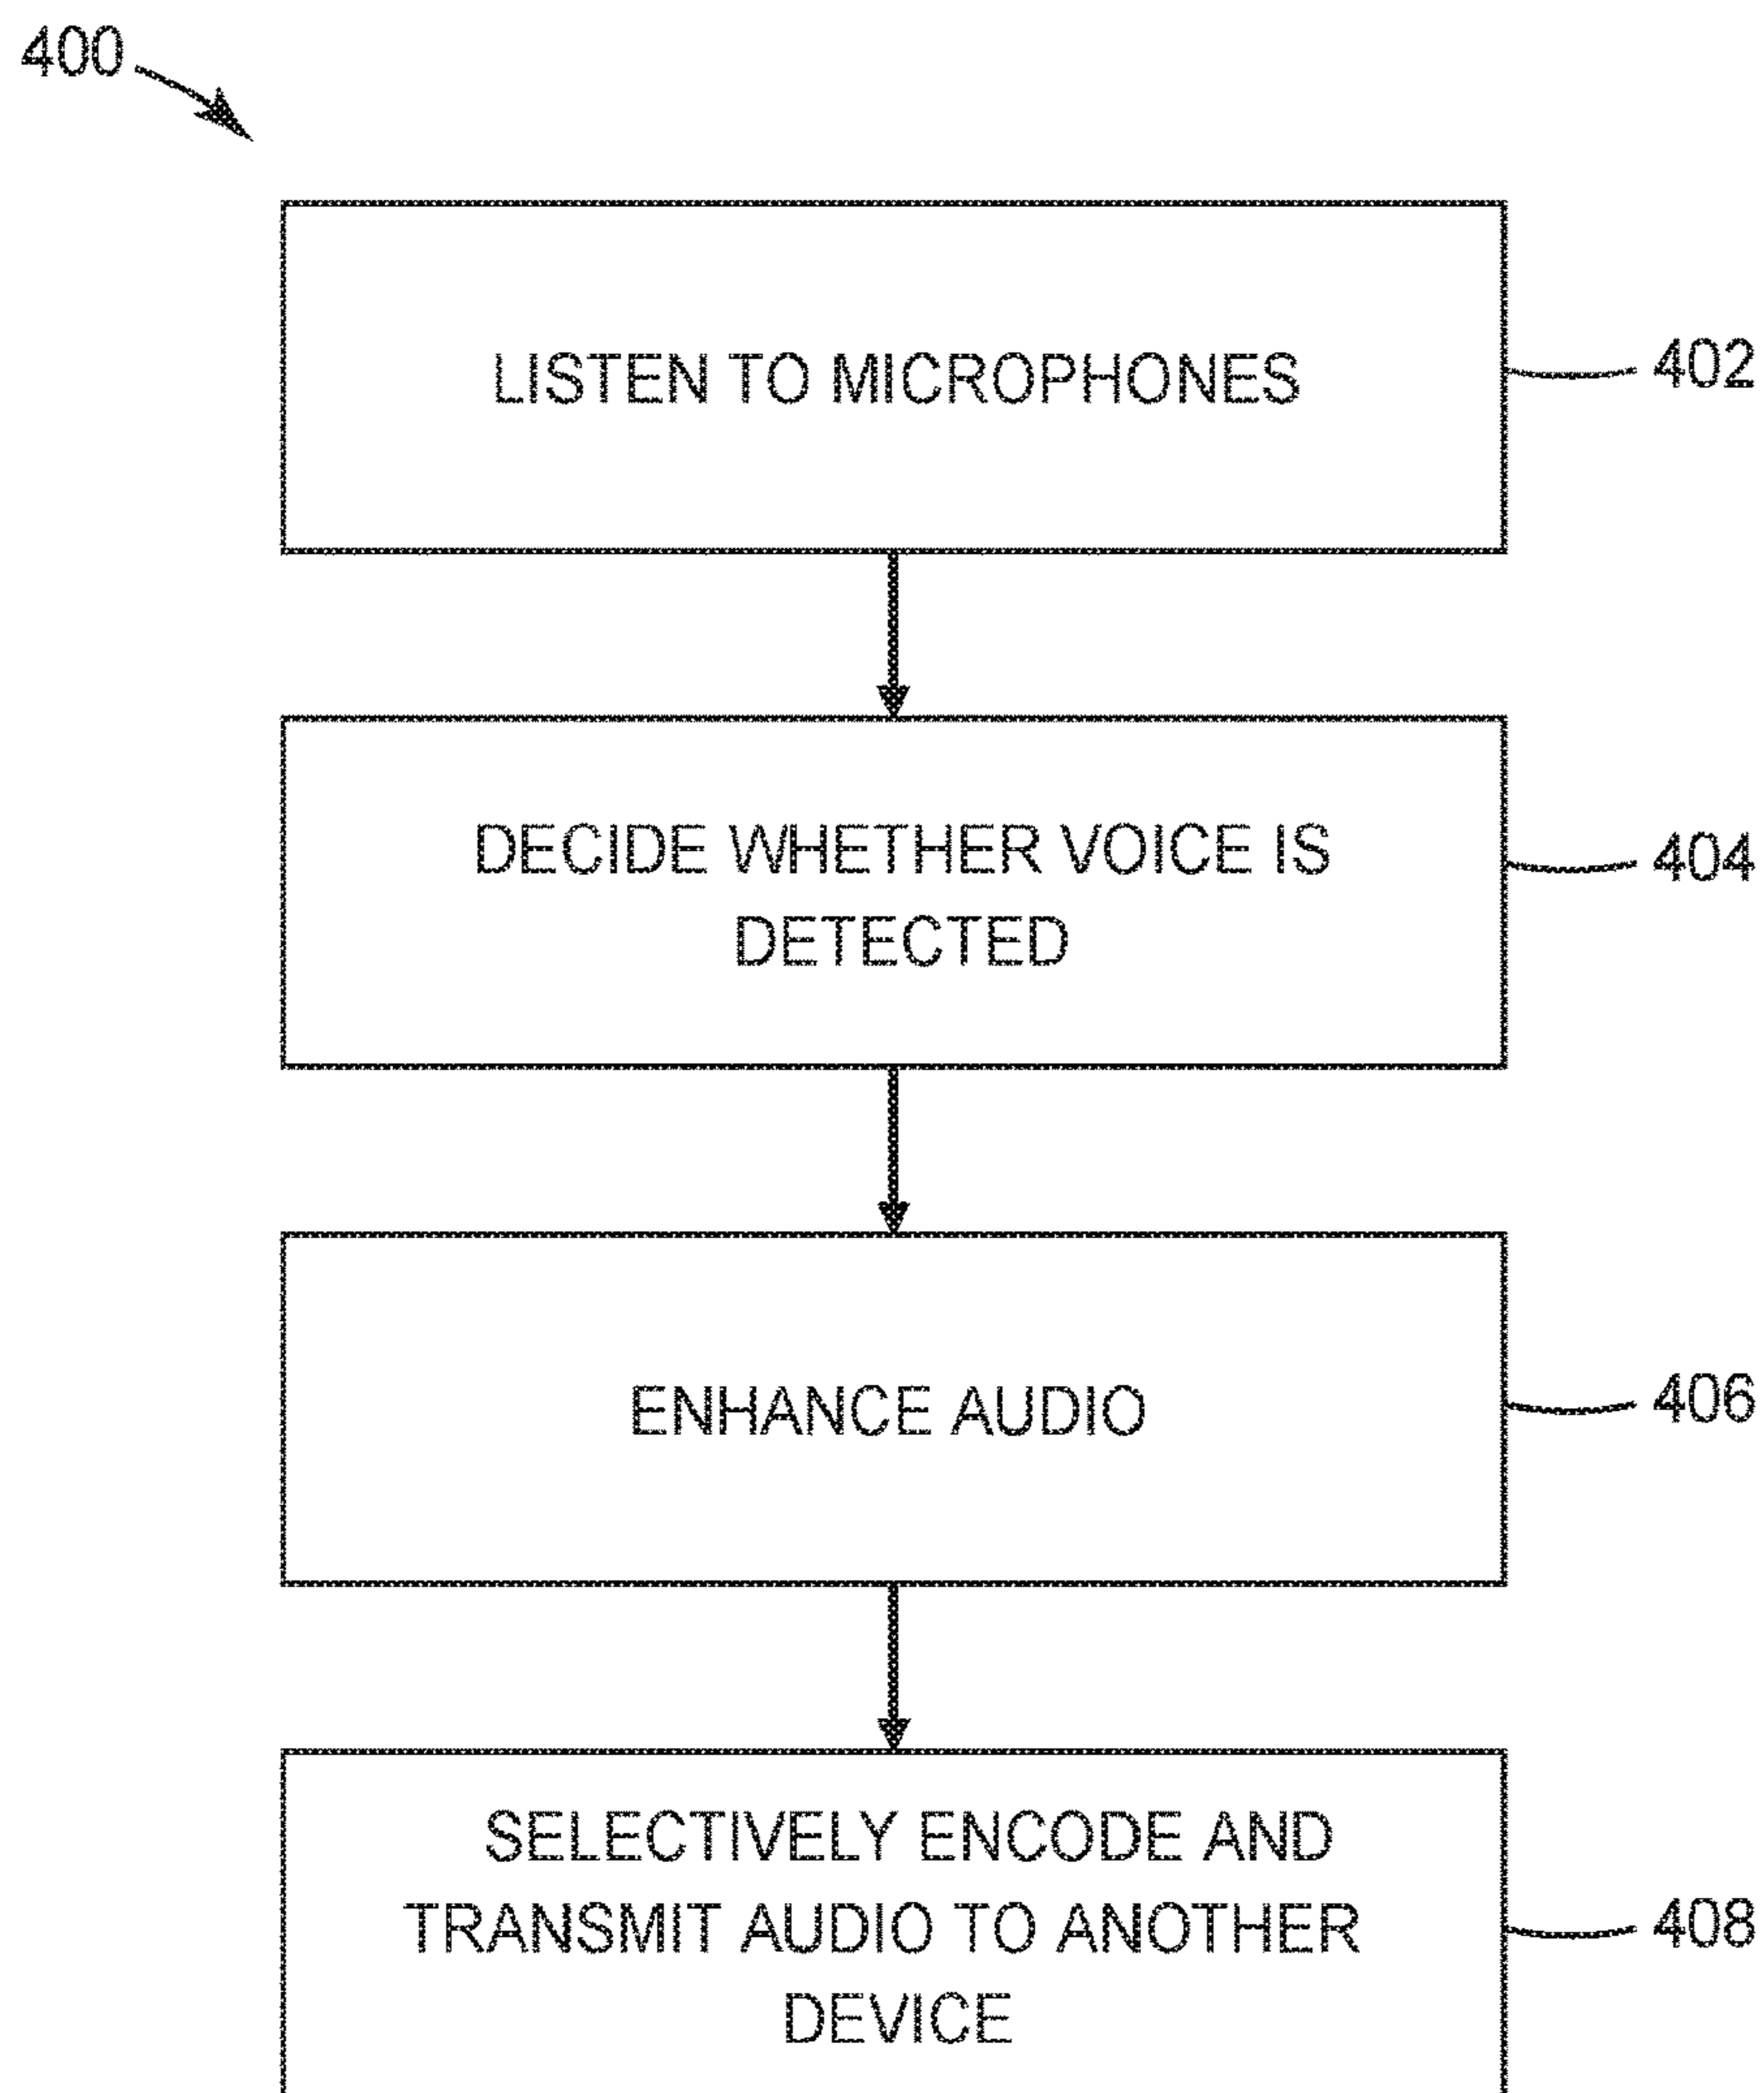 400
LISTEN TO MICROPHONES
402
DECIDE WHETHER VOICE IS
DETECTED
404
ENHANCE AUDIO
406
SELECTIVELY ENCODE AND
TRANSMIT AUDIO TO ANOTHER
DEVICE
408